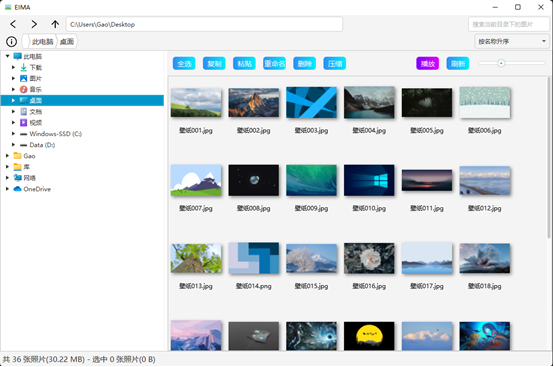 EIMA
C:\Users\Gao\Desktop
搜索当前目录下的图片
此电脑 桌面
按名称升序
此电脑
下载
图片
音乐
桌面
文档
视频
Windows-SSD (C:)
Data (D:)
Gao
库
网络
OneDrive
全选 复制 粘贴 重命名 删除 压缩 播放 刷新
壁纸001.jpg 壁纸002.jpg 壁纸003.jpg 壁纸004.jpg 壁纸005.jpg 壁纸006.jpg
壁纸007.jpg 壁纸008.jpg 壁纸009.jpg 壁纸010.jpg 壁纸011.jpg 壁纸012.jpg
壁纸013.jpg 壁纸014.png 壁纸015.jpg 壁纸016.jpg 壁纸017.jpg 壁纸018.jpg
共 36 张照片(30.22 MB) - 选中 0 张照片(0 B)